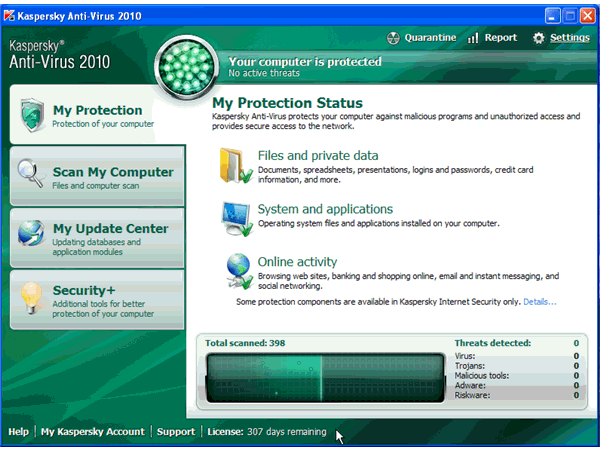 Kaspersky Anti-Virus 2010
Kaspersky®
Anti-Virus 2010
Quarantine
Report
Settings
Your computer is protected
No active threats
My Protection
Protection of your computer
Scan My Computer
Files and computer scan
My Update Center
Updating databases and
application modules
Security+
Additional tools for better
protection of your computer
My Protection Status
Kaspersky Anti-Virus protects your computer against malicious programs and unauthorized access and
provides secure access to the network.
Files and private data
Documents, spreadsheets, presentations, logins and passwords, credit card
information, and more.
System and applications
Operating system files and applications installed on your computer.
Online activity
Browsing web sites, banking and shopping online, email and instant messaging, and
social networking.
Some protection components are available in Kaspersky Internet Security only. Details...
Total scanned: 398
Threats detected: 0
Virus: 0
Trojans: 0
Malicious tools: 0
Adware: 0
Riskware: 0
Help | My Kaspersky Account | Support | License: 307 days remaining